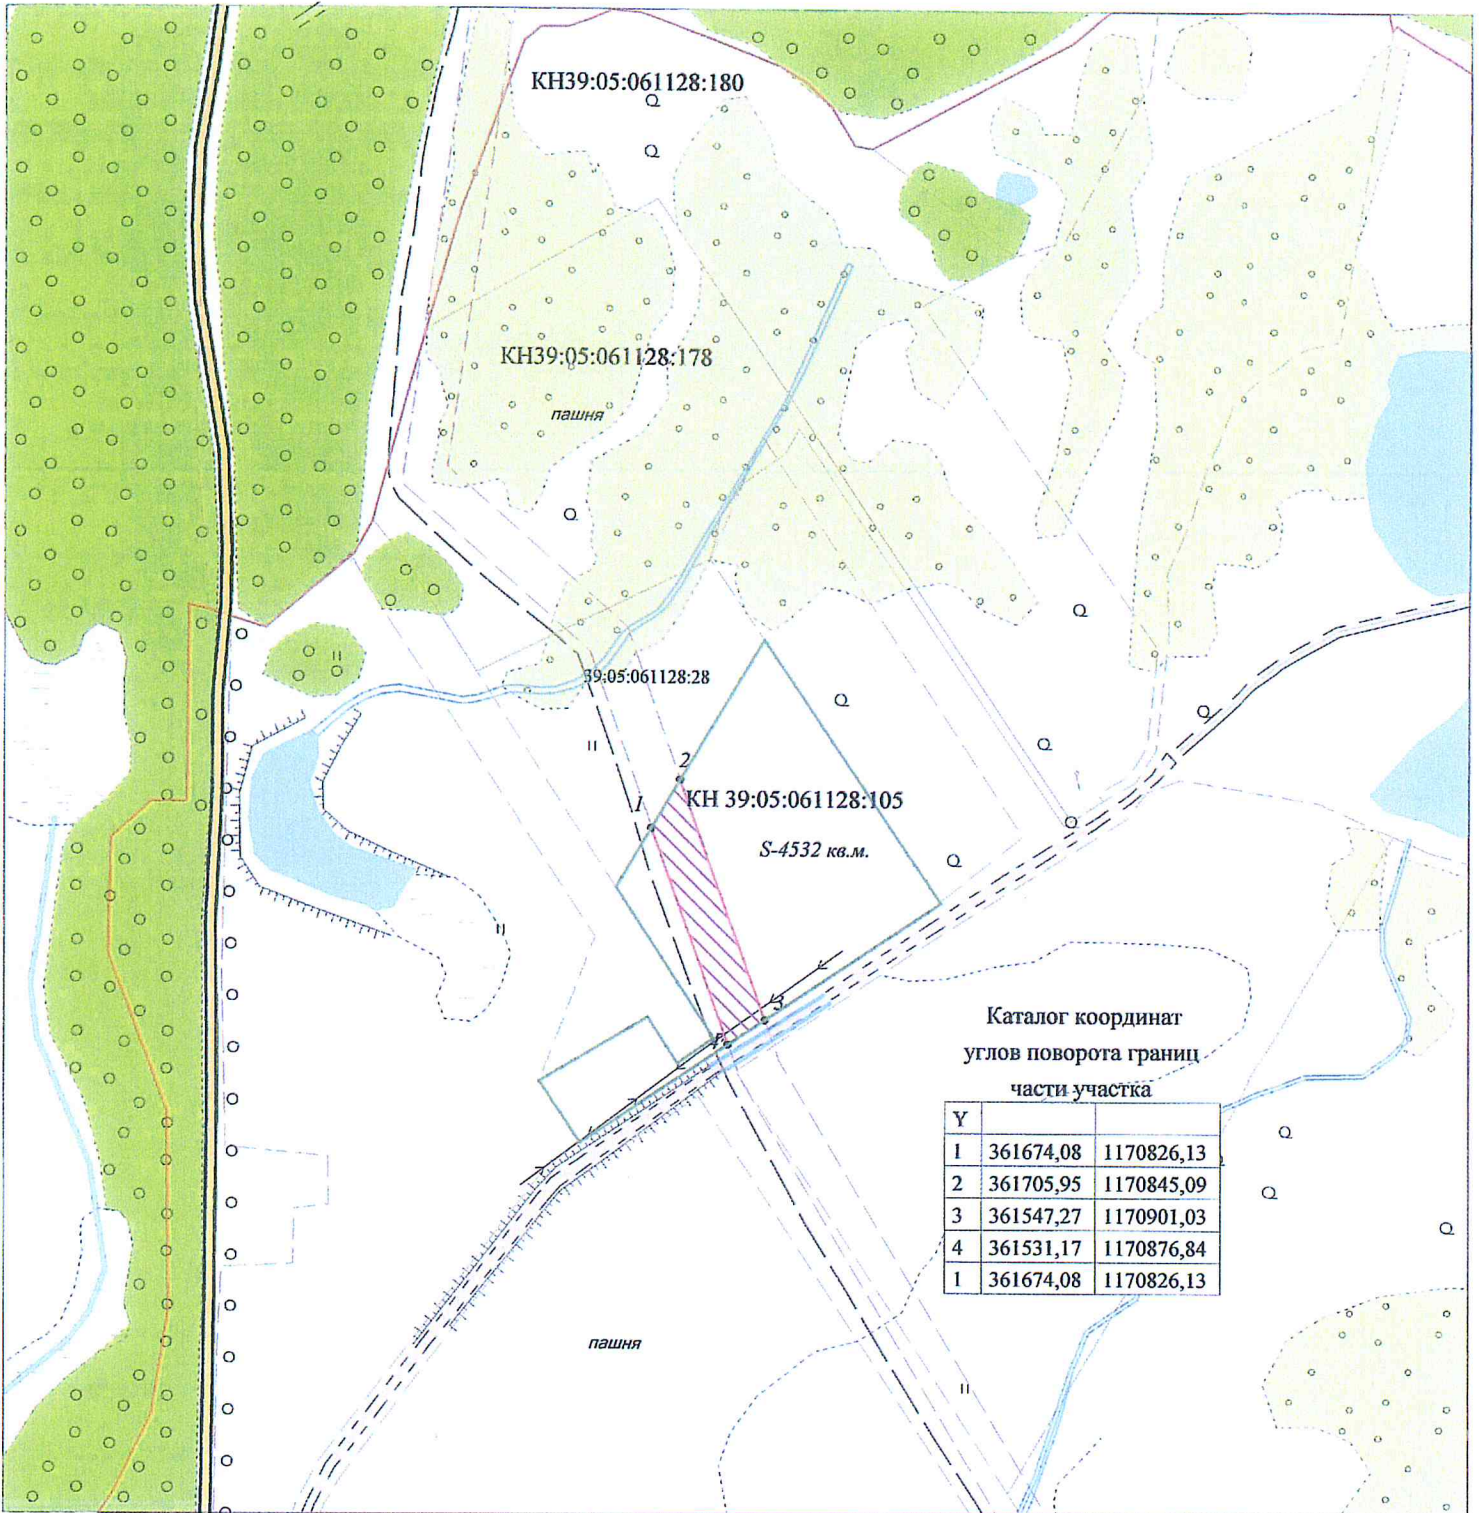 КН39:05:061128:180
КН39:05:061128:178
пашня
39:05:061128:28
2
1
КН 39:05:061128:105
S-4532 кв.м.
3
4
Каталог координат
углов поворота границ
части участка
Y
1 361674,08 1170826,13
2 361705,95 1170845,09
3 361547,27 1170901,03
4 361531,17 1170876,84
1 361674,08 1170826,13
пашня